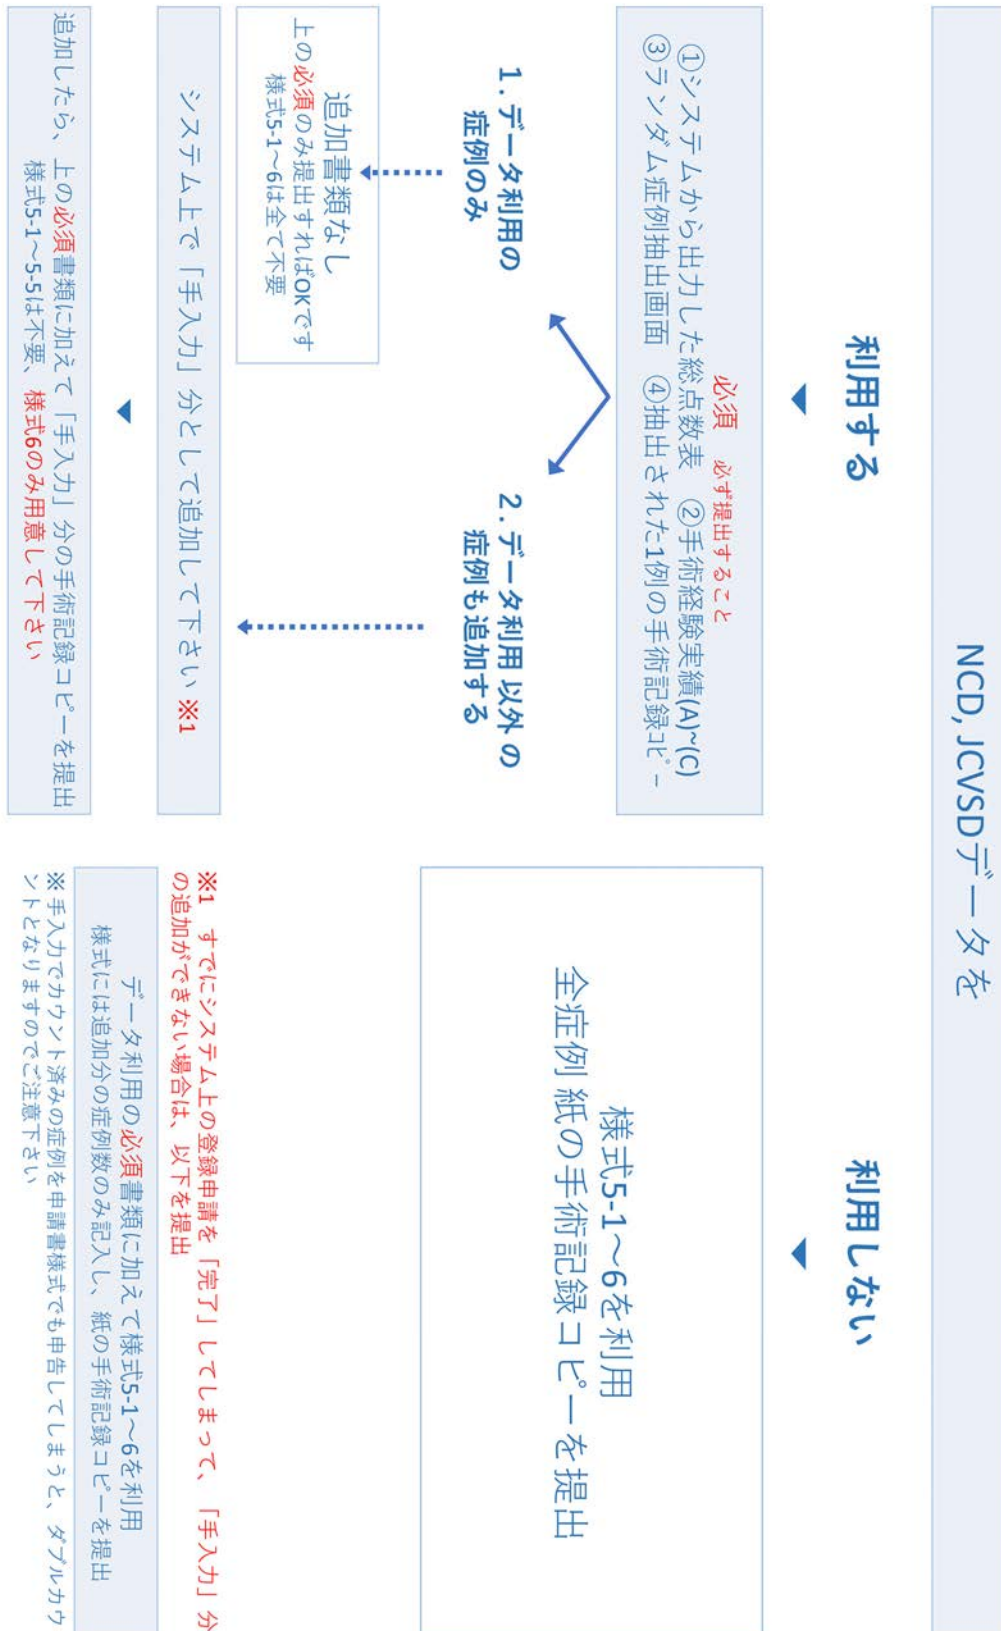 NCD, JCVSDデータを
利用する
必須　必ず提出すること
①システムから出力した総点数表　②手術経験実績(A)~(C)
③ランダム症例抽出画面　④抽出された1例の手術記録ｺﾋﾟｰ
1. データ利用の
症例のみ
追加書類なし
上の必須のみ提出すればOKです
様式5-1～6は全て不要
2. データ利用 以外 の
症例も追加する
システム上で「手入力」分として追加して下さい ※1
追加したら、上の必須書類に加えて「手入力」分の手術記録コピーを提出
様式5-1～5-5は不要、様式6のみ用意して下さい
利用しない
様式5-1～6を利用
全症例 紙の手術記録コピーを提出
※1　すでにシステム上の登録申請を「完了」してしまって、「手入力」分
の追加ができない場合は、以下を提出
データ利用の必須書類に加えて様式5-1～6を利用
様式には追加分の症例数のみ記入し、紙の手術記録コピーを提出
※手入力でカウント済みの症例を申請書様式でも申告してしまうと、ダブルカウ
ントとなりますのでご注意下さい